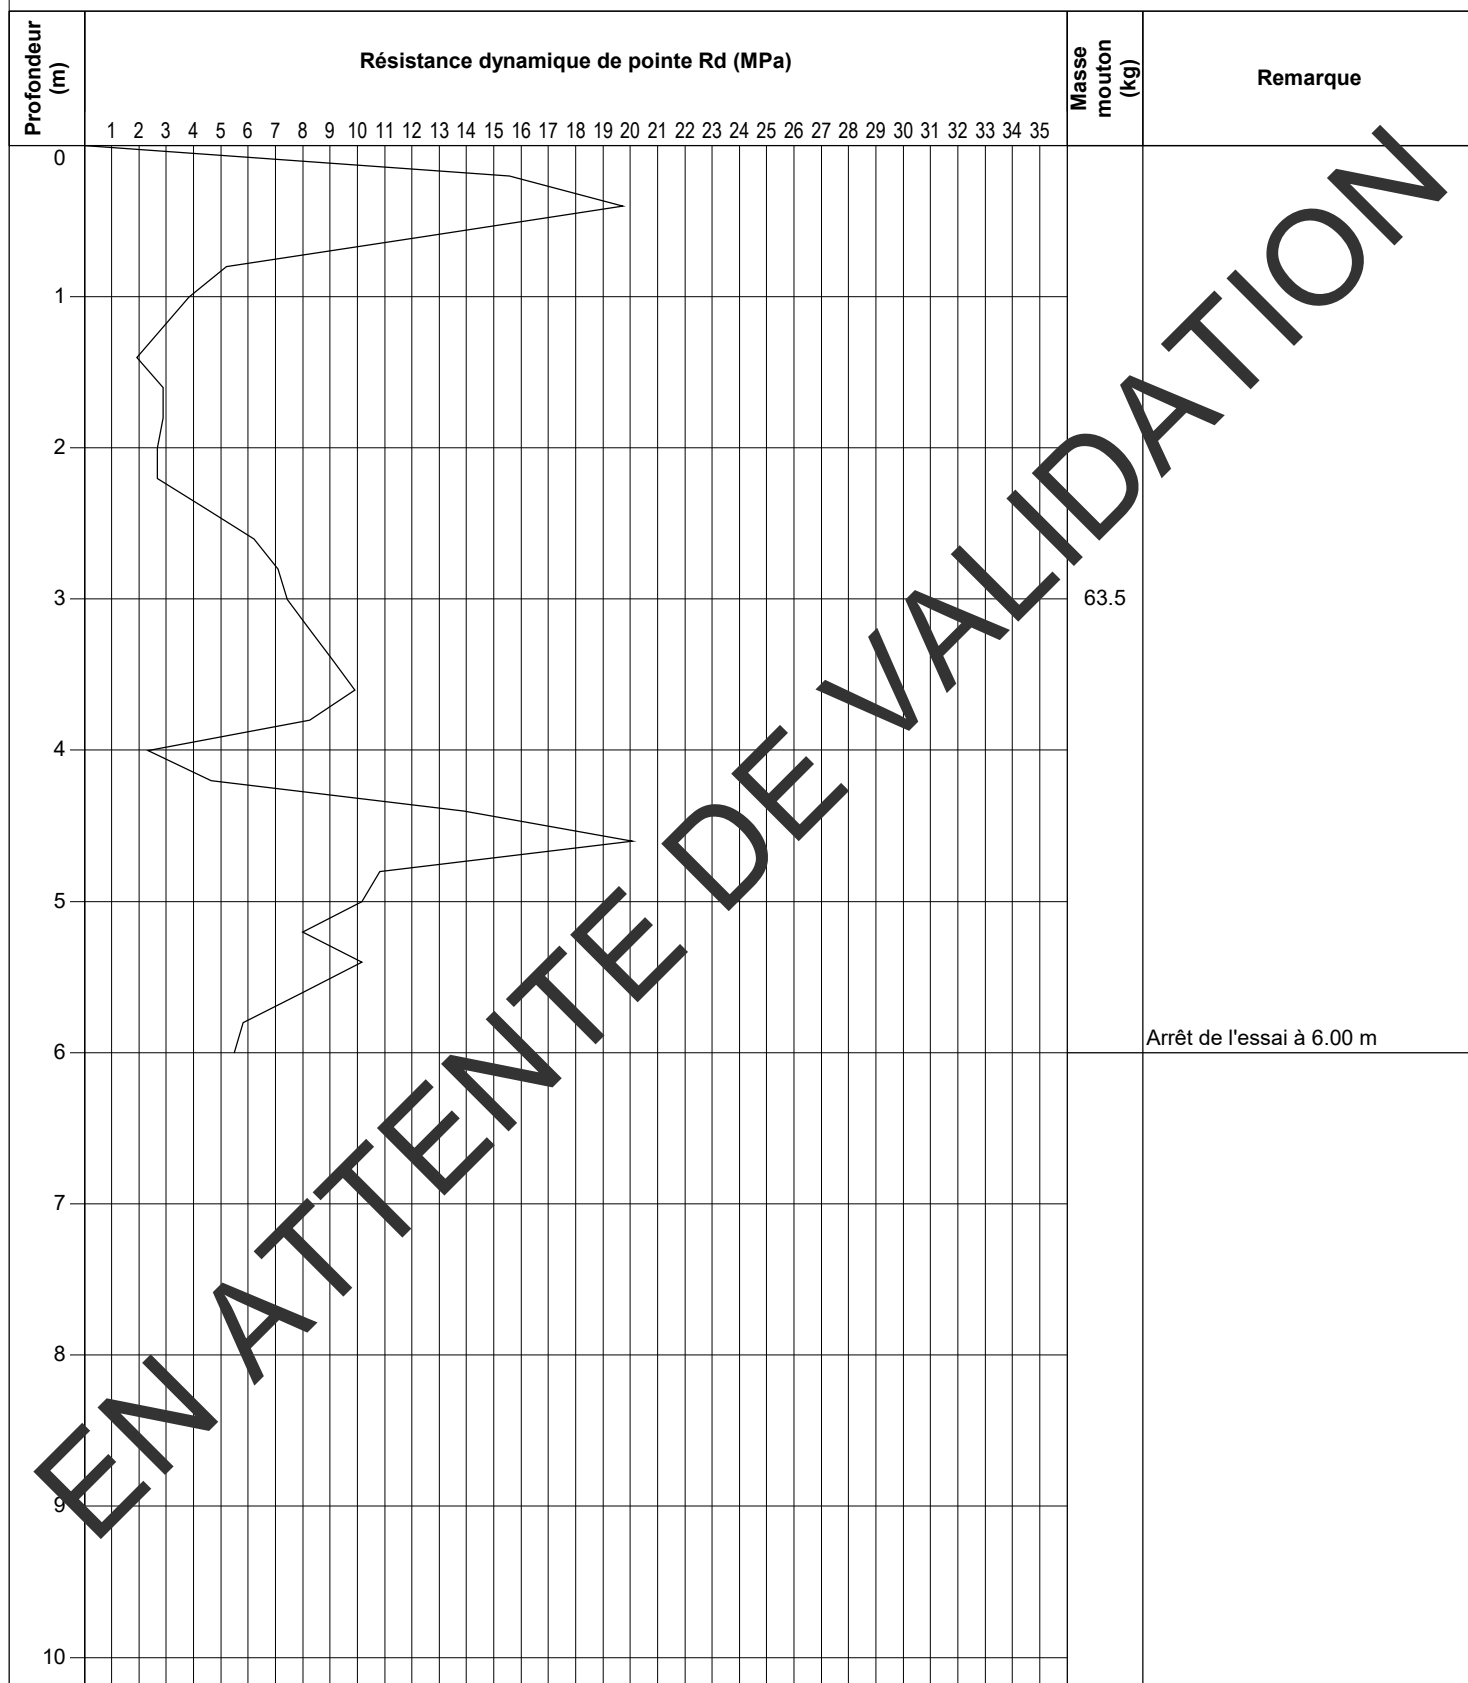 Profondeur
(m)
Résistance dynamique de pointe Rd (MPa)
Masse
mouton
(kg)
Remarque
1 2 3 4 5 6 7 8 9 10 11 12 13 14 15 16 17 18 19 20 21 22 23 24 25 26 27 28 29 30 31 32 33 34 35
0
1
2
3
63.5
4
5
Arrêt de l'essai à 6.00 m
6
7
8
9
10
EN ATTENTE DE VALIDATION